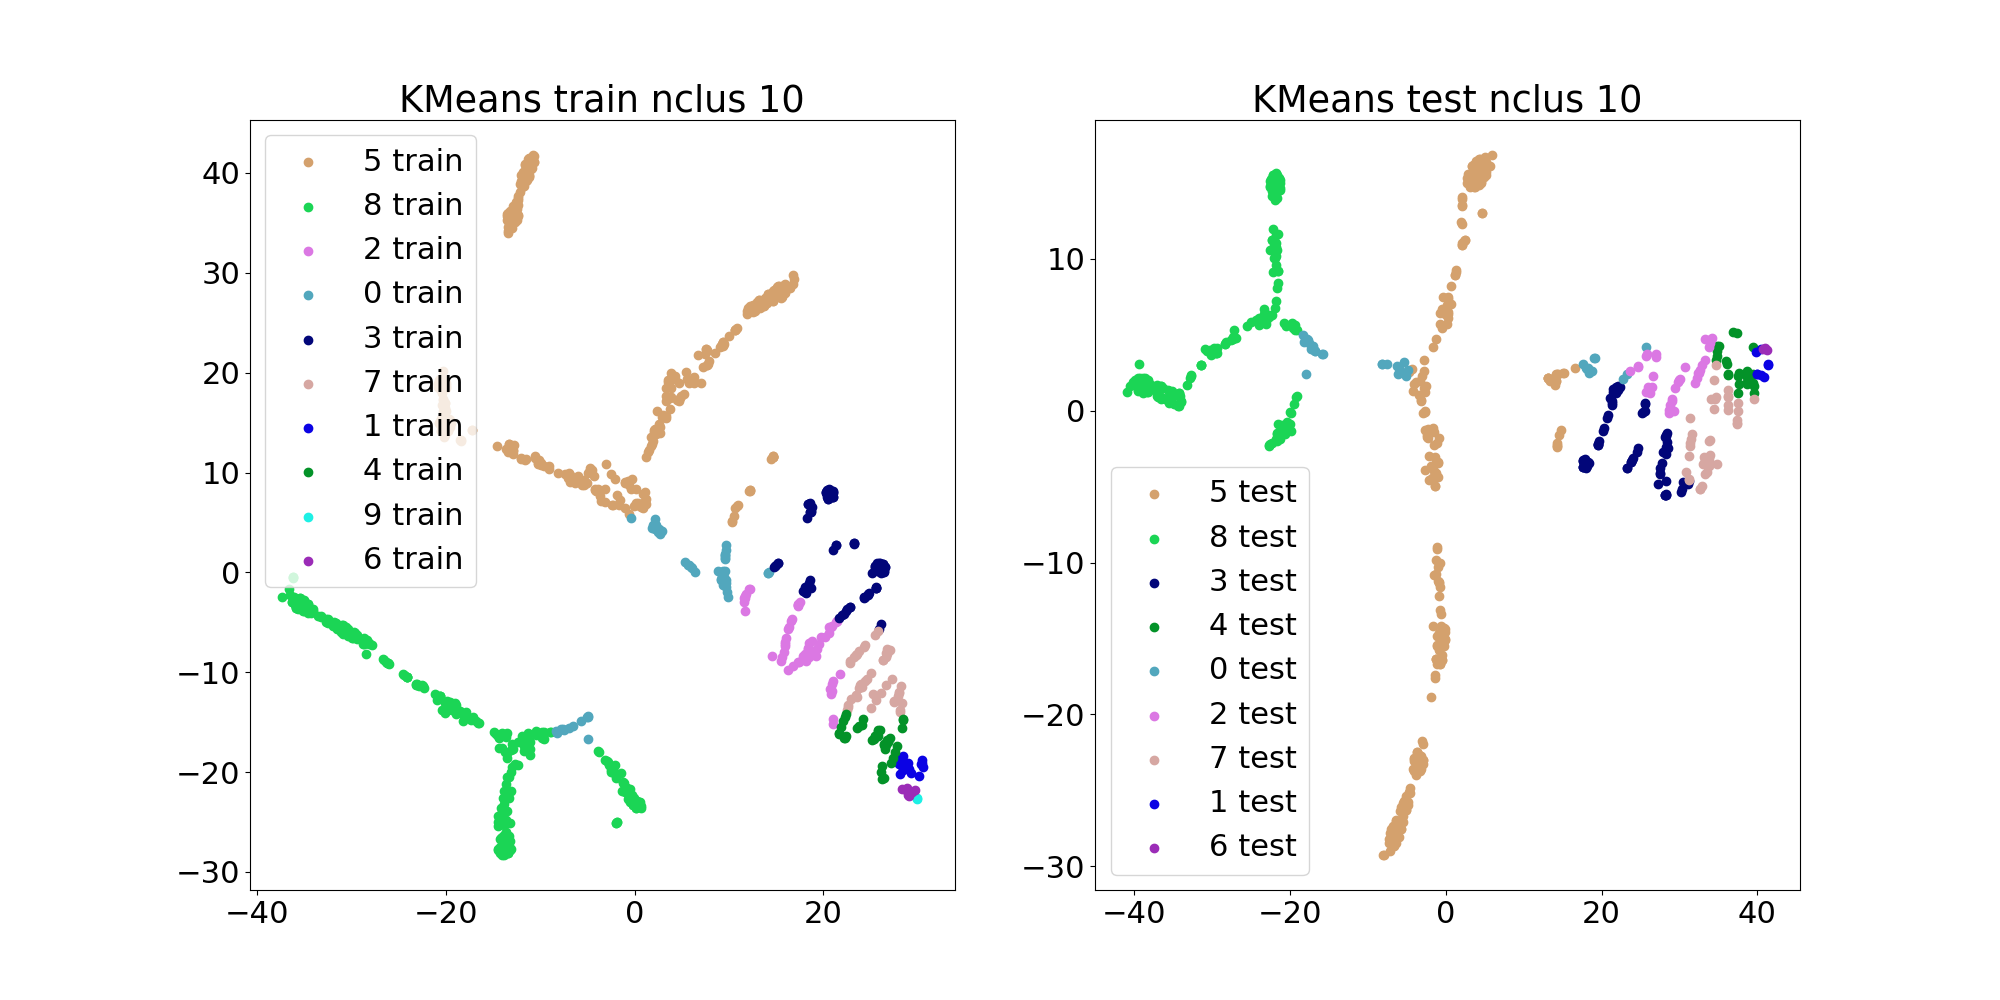 KMeans train nclus 10
5 train
8 train
2 train
0 train
3 train
7 train
1 train
4 train
9 train
6 train
40
30
20
10
0
−10
−20
−30
−40
−20
0
20
KMeans test nclus 10
5 test
8 test
3 test
4 test
0 test
2 test
7 test
1 test
6 test
10
0
−10
−20
−30
−40
−20
0
20
40